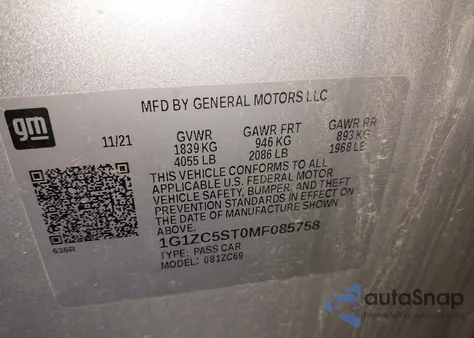 gm
MFD BY GENERAL MOTORS LLC
11/21 GVWR GAWR FRT GAWR RR
1839 KG 946 KG 893 KG
4055 LB 2086 LB 1968 LB
THIS VEHICLE CONFORMS TO ALL
APPLICABLE U.S. FEDERAL MOTOR
VEHICLE SAFETY, BUMPER, AND THEFT
PREVENTION STANDARDS IN EFFECT ON
THE DATE OF MANUFACTURE SHOWN
ABOVE.
1G1ZC5ST0MF085758
TYPE: PASS CAR
MODEL: 081ZC69
636R
autoSnap